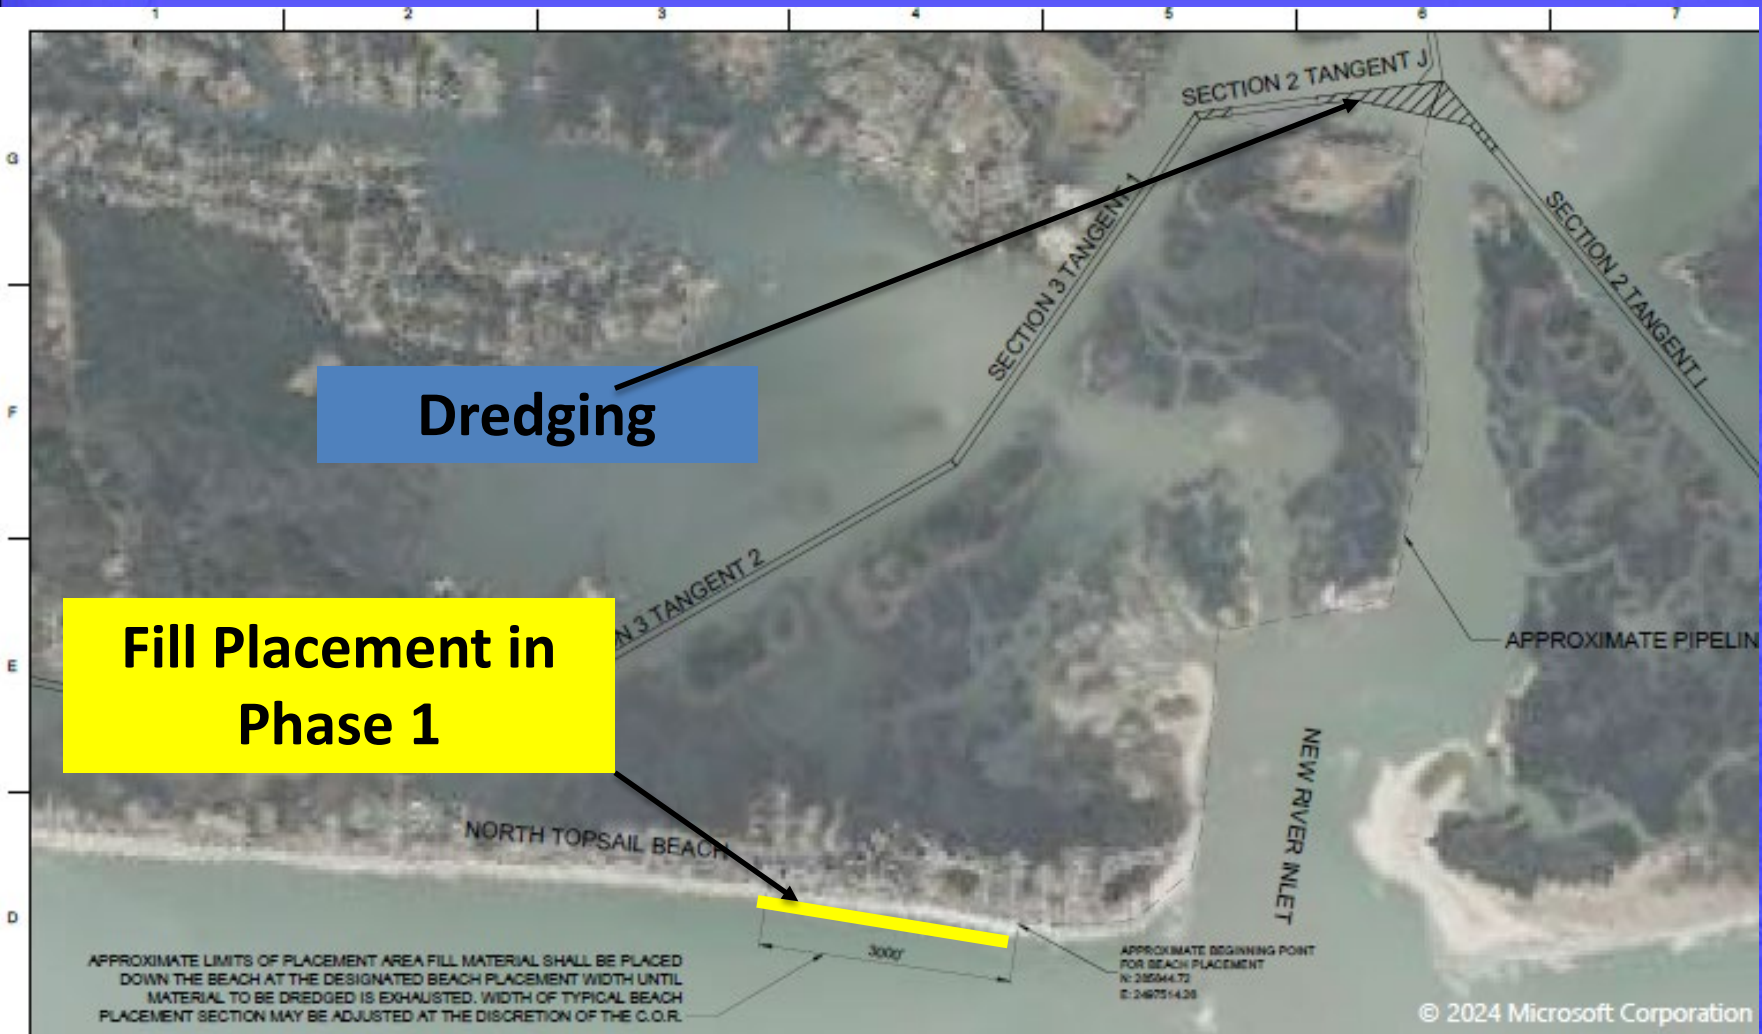 1 2 3 4 5 6 7
G
F
E
D
SECTION 2 TANGENT J
SECTION 3 TANGENT 1
SECTION 2 TANGENT I
Dredging
N 3 TANGENT 2
Fill Placement in
Phase 1
APPROXIMATE PIPELIN
NEW RIVER INLET
NORTH TOPSAIL BEACH
3000'
APPROXIMATE LIMITS OF PLACEMENT AREA FILL MATERIAL SHALL BE PLACED
DOWN THE BEACH AT THE DESIGNATED BEACH PLACEMENT WIDTH UNTIL
MATERIAL TO BE DREDGED IS EXHAUSTED. WIDTH OF TYPICAL BEACH
PLACEMENT SECTION MAY BE ADJUSTED AT THE DISCRETION OF THE C.O.R.
APPROXIMATE BEGINNING POINT
FOR BEACH PLACEMENT
N:
E:
© 2024 Microsoft Corporation